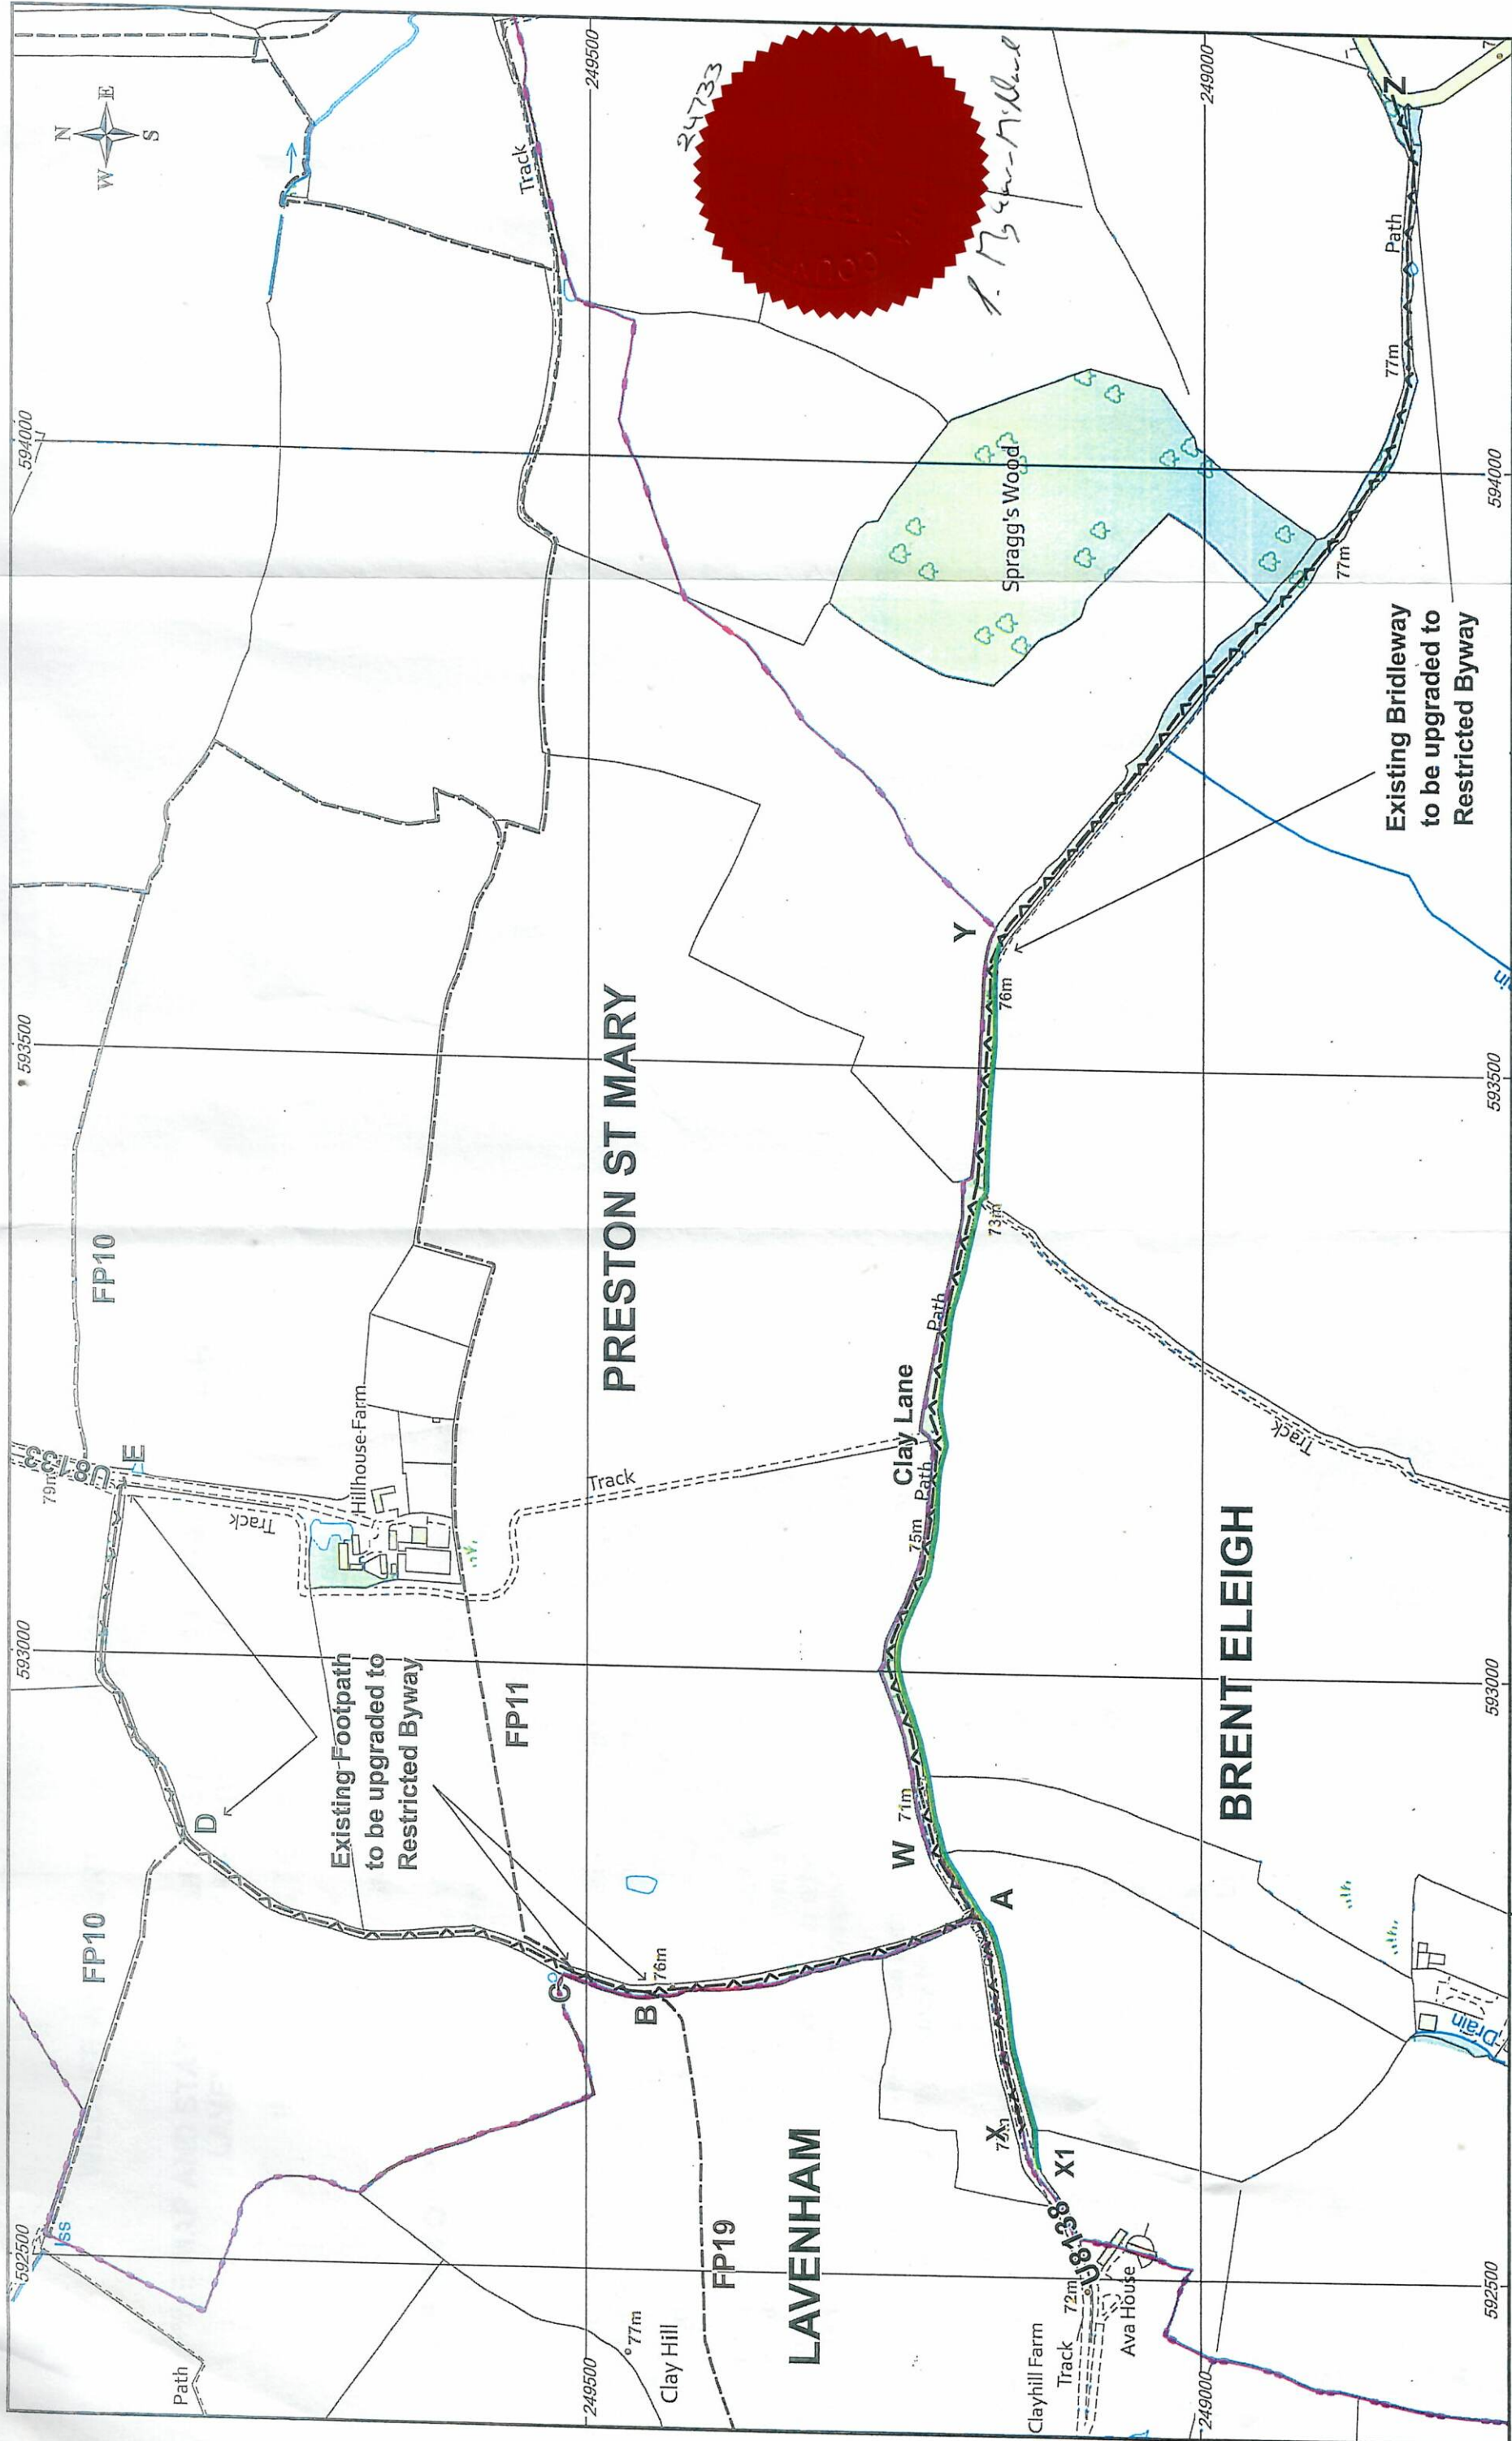 N
W
E
S
594000
593500
593000
592500
249500
249000
249500
249000
594000
593500
593000
592500
24733
Track
Z
Path
77m
Spragg's Wood
77m
Existing Bridleway
to be upgraded to
Restricted Byway
Y
76m
73m
PRESTON ST MARY
FP10
Hillhouse Farm
U8133
79m
E
Track
Track
Clay Lane
Path
Path
75m
Track
BRENT ELEIGH
Existing Footpath
to be upgraded to
Restricted Byway
FP11
D
FP10
71m
W
A
C
B
76m
Drain
X
X1
U8138
LAVENHAM
FP19
Iss
Path
77m
Clay Hill
Clayhill Farm
Track
72m
Ava House